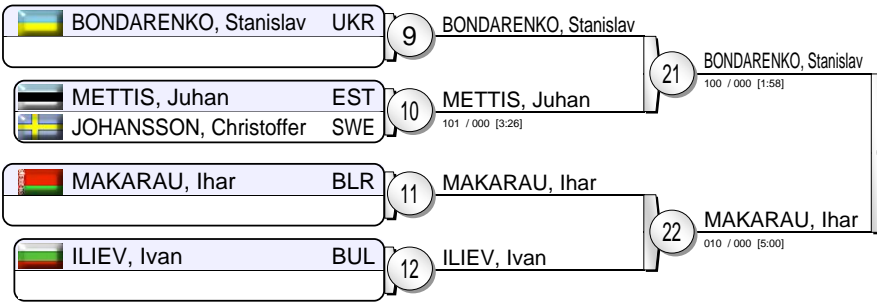 BONDARENKO, Stanislav UKR
9
BONDARENKO, Stanislav
21
BONDARENKO, Stanislav
100 / 000 [1:58]
METTIS, Juhan EST
JOHANSSON, Christoffer SWE
10
METTIS, Juhan
101 / 000 [3:26]
MAKARAU, Ihar BLR
11
MAKARAU, Ihar
22
MAKARAU, Ihar
010 / 000 [5:00]
ILIEV, Ivan BUL
12
ILIEV, Ivan